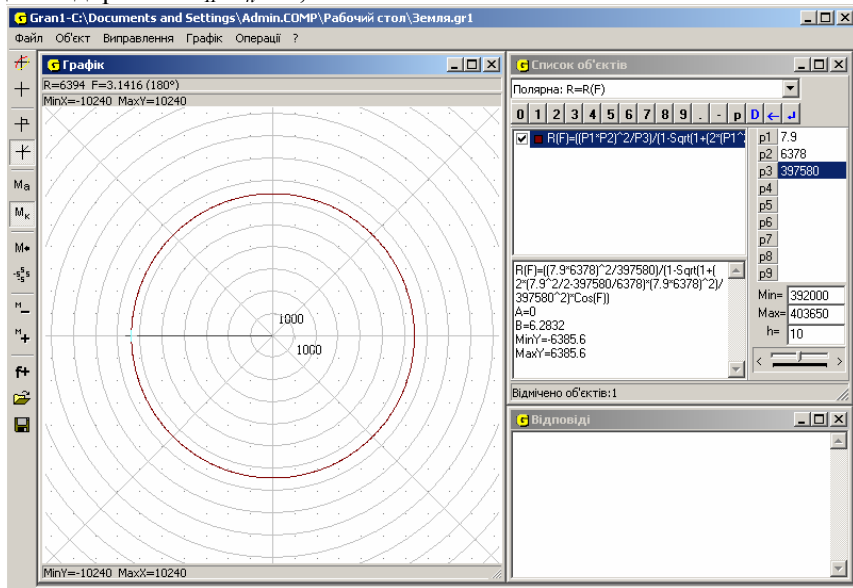 Gran1-C:\Documents and Settings\Admin.COMP\Рабочий стол\Земля.gr1
Файл Об'єкт Виправлення Графік Операції ?
Графік
R=6394 F=3.1416 (180°)
MinX=-10240 MaxY=10240
1000
1000
MinY=-10240 MaxX=10240
Ma
Мк
M*
M
M
f+
Список об'єктів
Полярна: R=R(F)
0 1 2 3 4 5 6 7 8 9 . - p D
R(F)=((P1*P2)^2/P3)/(1-Sqrt(1+(2*(P1^
p1 7.9
p2 6378
p3 397580
p4
p5
p6
p7
p8
p9
R(F)=((7.9*6378)^2/397580)/(1-Sqrt(1+(
2*(7.9^2/2-397580/6378)*(7.9*6378)^2)/
397580^2)*Cos(F))
A=0
B=6.2832
MinY=-6385.6
MaxY=6385.6
Min= 392000
Max= 403650
h= 10
< >
Відмічено об'єктів:1
Відповіді